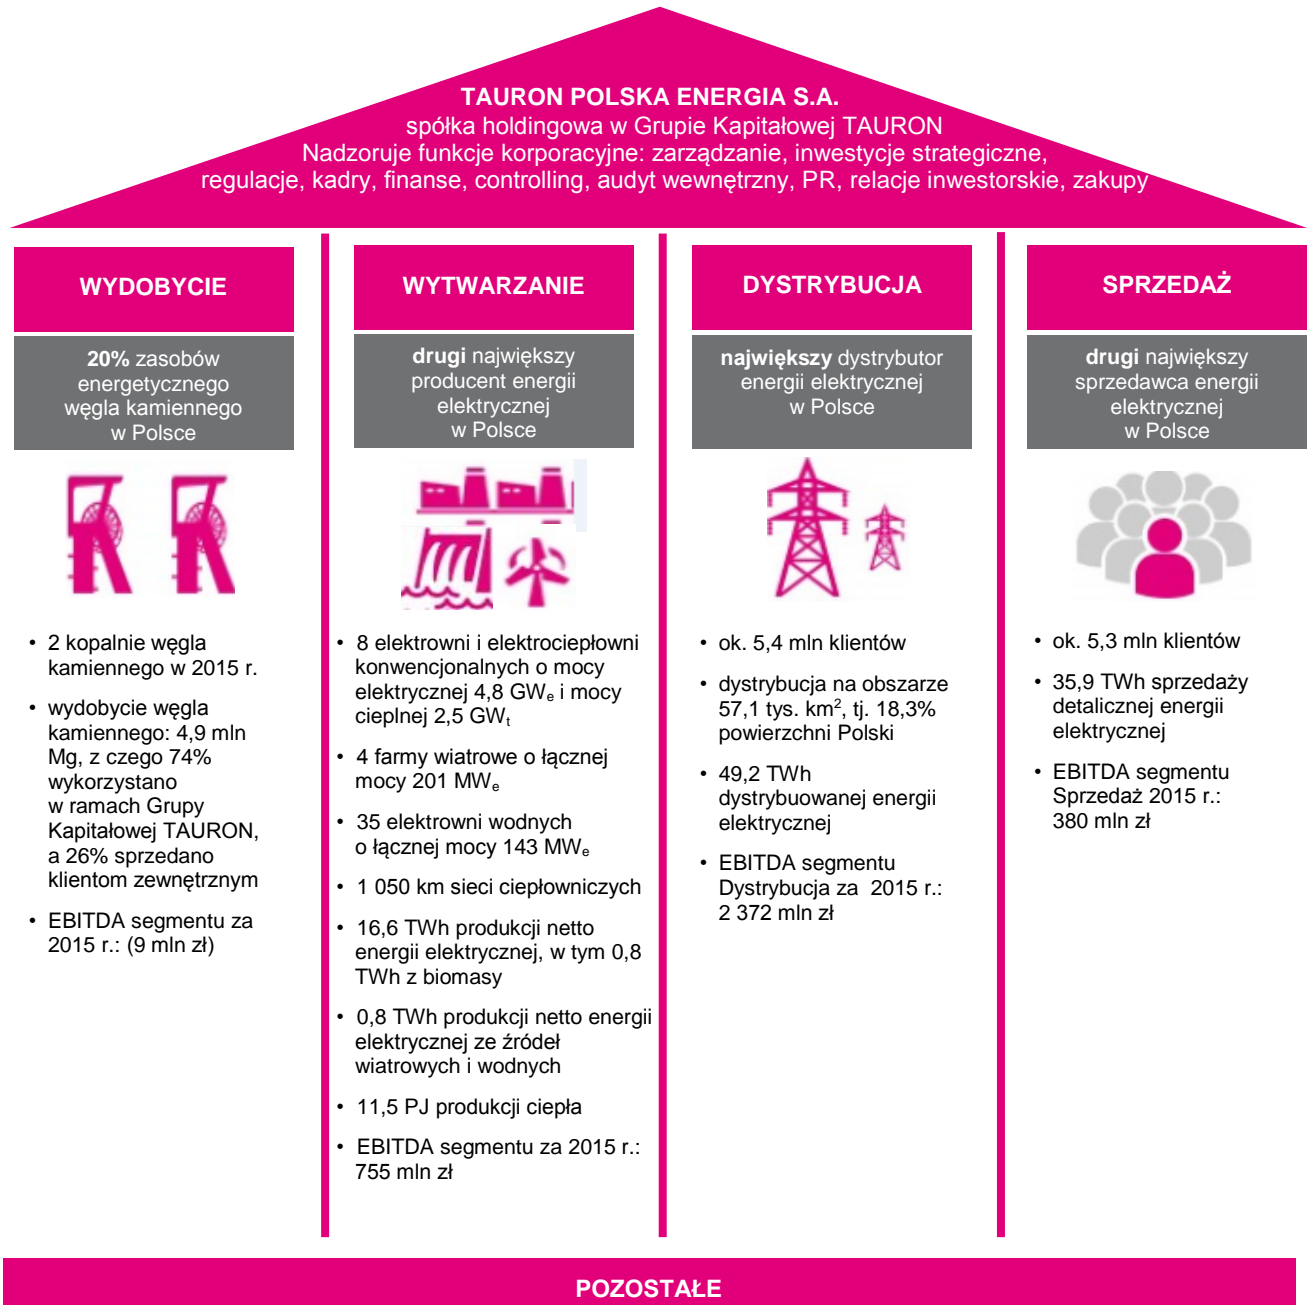 TAURON POLSKA ENERGIA S.A.
spółka holdingowa w Grupie Kapitałowej TAURON
Nadzoruje funkcje korporacyjne: zarządzanie, inwestycje strategiczne,
regulacje, kadry, finanse, controlling, audyt wewnętrzny, PR, relacje inwestorskie, zakupy
WYDOBYCIE
20% zasobów
energetycznego
węgla kamiennego
w Polsce
• 2 kopalnie węgla
kamiennego w 2015 r.
• wydobycie węgla
kamiennego: 4,9 mln
Mg, z czego 74%
wykorzystano
w ramach Grupy
Kapitałowej TAURON,
a 26% sprzedano
klientom zewnętrznym
• EBITDA segmentu za
2015 r.: (9 mln zł)
WYTWARZANIE
drugi największy
producent energii
elektrycznej
w Polsce
• 8 elektrowni i elektrociepłowni
konwencjonalnych o mocy
elektrycznej 4,8 GWₑ i mocy
cieplnej 2,5 GWₜ
• 4 farmy wiatrowe o łącznej
mocy 201 MWₑ
• 35 elektrowni wodnych
o łącznej mocy 143 MWₑ
• 1 050 km sieci ciepłowniczych
• 16,6 TWh produkcji netto
energii elektrycznej, w tym 0,8
TWh z biomasy
• 0,8 TWh produkcji netto energii
elektrycznej ze źródeł
wiatrowych i wodnych
• 11,5 PJ produkcji ciepła
• EBITDA segmentu za 2015 r.:
755 mln zł
DYSTRYBUCJA
największy dystrybutor
energii elektrycznej
w Polsce
• ok. 5,4 mln klientów
• dystrybucja na obszarze
57,1 tys. km², tj. 18,3%
powierzchni Polski
• 49,2 TWh
dystrybuowanej energii
elektrycznej
• EBITDA segmentu
Dystrybucja za 2015 r.:
2 372 mln zł
SPRZEDAŻ
drugi największy
sprzedawca energii
elektrycznej
w Polsce
• ok. 5,3 mln klientów
• 35,9 TWh sprzedaży
detalicznej energii
elektrycznej
• EBITDA segmentu
Sprzedaż 2015 r.:
380 mln zł
POZOSTAŁE